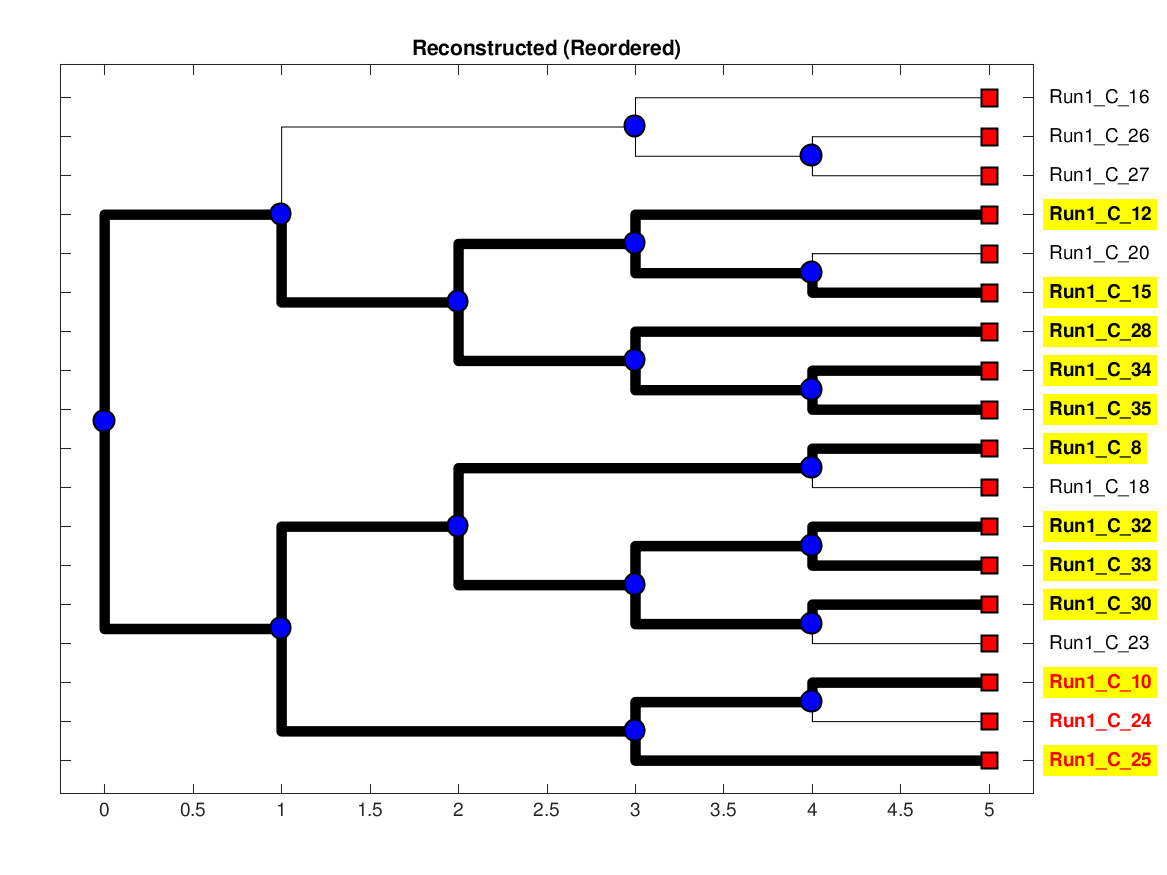 Reconstructed (Reordered)
Run1_C_16
Run1_C_26
Run1_C_27
Run1_C_12
Run1_C_20
Run1_C_15
Run1_C_28
Run1_C_34
Run1_C_35
Run1_C_8
Run1_C_18
Run1_C_32
Run1_C_33
Run1_C_30
Run1_C_23
Run1_C_10
Run1_C_24
Run1_C_25
0 0.5 1 1.5 2 2.5 3 3.5 4 4.5 5